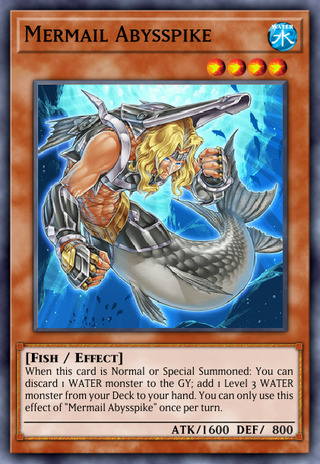 Mermail Abysspike
WATER
水
[Fish / Effect]
When this card is Normal or Special Summoned: You can
discard 1 WATER monster to the GY; add 1 Level 3 WATER
monster from your Deck to your hand. You can only use this
effect of "Mermail Abysspike" once per turn.
ATK/1600 DEF/ 800